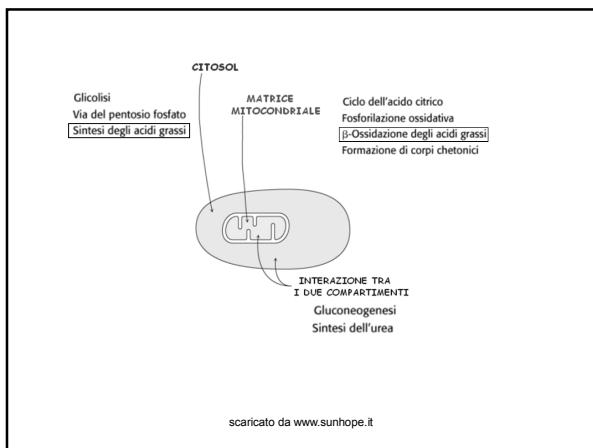 CITOSOL
Glicolisi
Via del pentosio fosfato
Sintesi degli acidi grassi
MATRICE
MITOCONDRIALE
Ciclo dell'acido citrico
Fosforilazione ossidativa
β-Ossidazione degli acidi grassi
Formazione di corpi chetonici
INTERAZIONE TRA
I DUE COMPARTIMENTI
Gluconeogenesi
Sintesi dell'urea
scaricato da www.sunhope.it